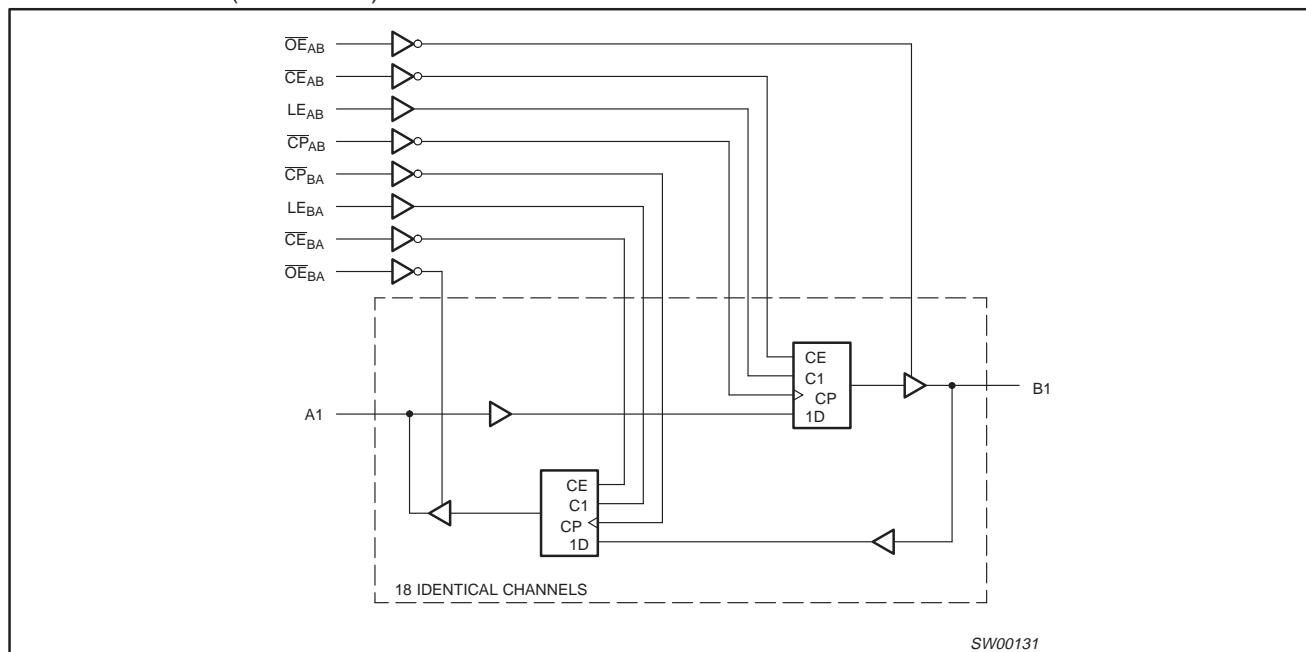 OEAB
CEAB
LEAB
CPAB
CPBA
LEBA
CEBA
OEBA
CE
C1
CP
1D
B1
A1
CE
C1
CP
1D
18 IDENTICAL CHANNELS
SW00131